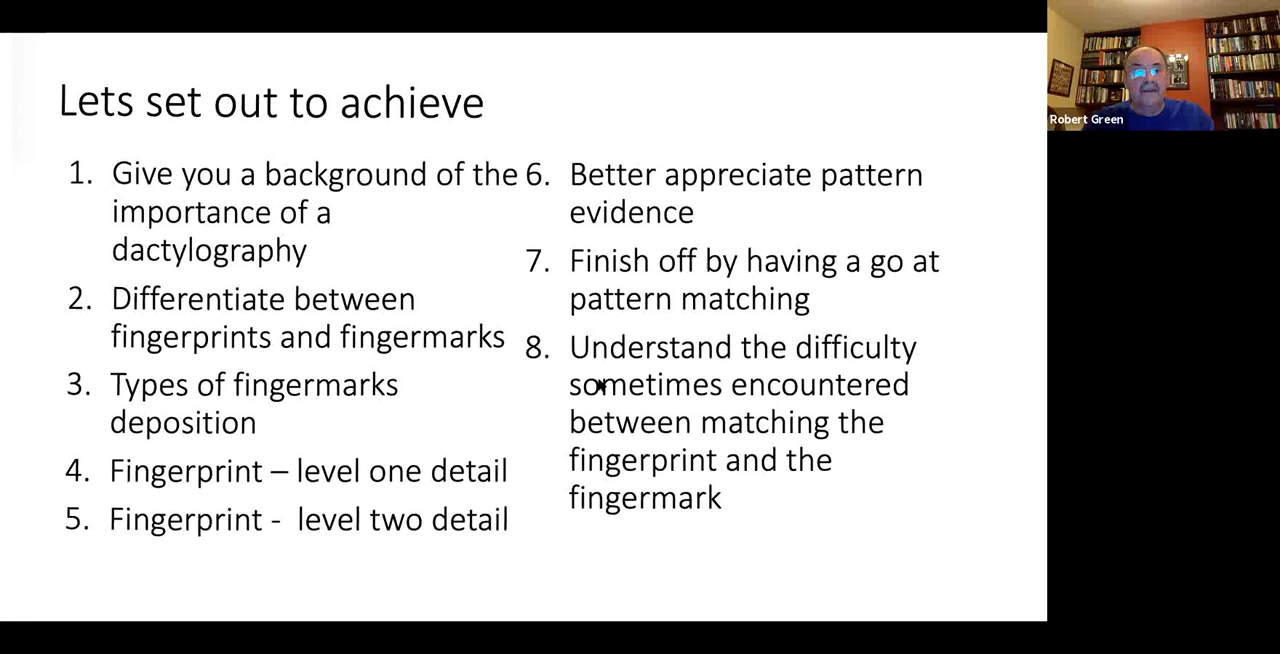 Lets set out to achieve
1. Give you a background of the
importance of a
dactylography
2. Differentiate between
fingerprints and fingermarks
3. Types of fingermarks
deposition
4. Fingerprint – level one detail
5. Fingerprint - level two detail
6. Better appreciate pattern
evidence
7. Finish off by having a go at
pattern matching
8. Understand the difficulty
sometimes encountered
between matching the
fingerprint and the
fingermark
Robert Green